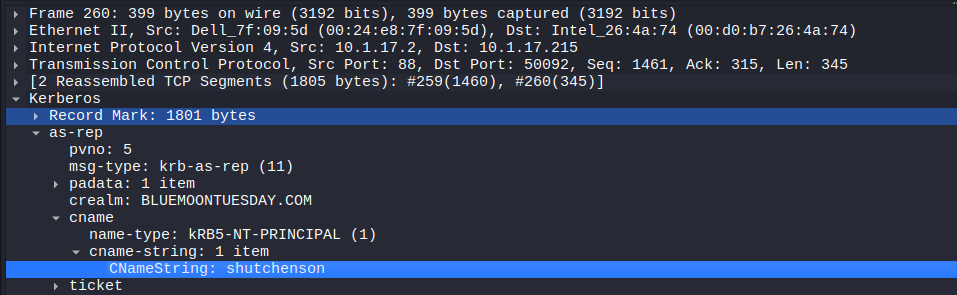 Frame 260: 399 bytes on wire (3192 bits), 399 bytes captured (3192 bits)
Ethernet II, Src: Dell_7f:09:5d (00:24:e8:7f:09:5d), Dst: Intel_26:4a:74 (00:d0:b7:26:4a:74)
Internet Protocol Version 4, Src: 10.1.17.2, Dst: 10.1.17.215
Transmission Control Protocol, Src Port: 88, Dst Port: 50092, Seq: 1461, Ack: 315, Len: 345
[2 Reassembled TCP Segments (1805 bytes): #259(1460), #260(345)]
Kerberos
Record Mark: 1801 bytes
as-rep
pvno: 5
msg-type: krb-as-rep (11)
padata: 1 item
crealm: BLUEMOONTUESDAY.COM
cname
name-type: kRB5-NT-PRINCIPAL (1)
cname-string: 1 item
CNameString: shutchenson
ticket